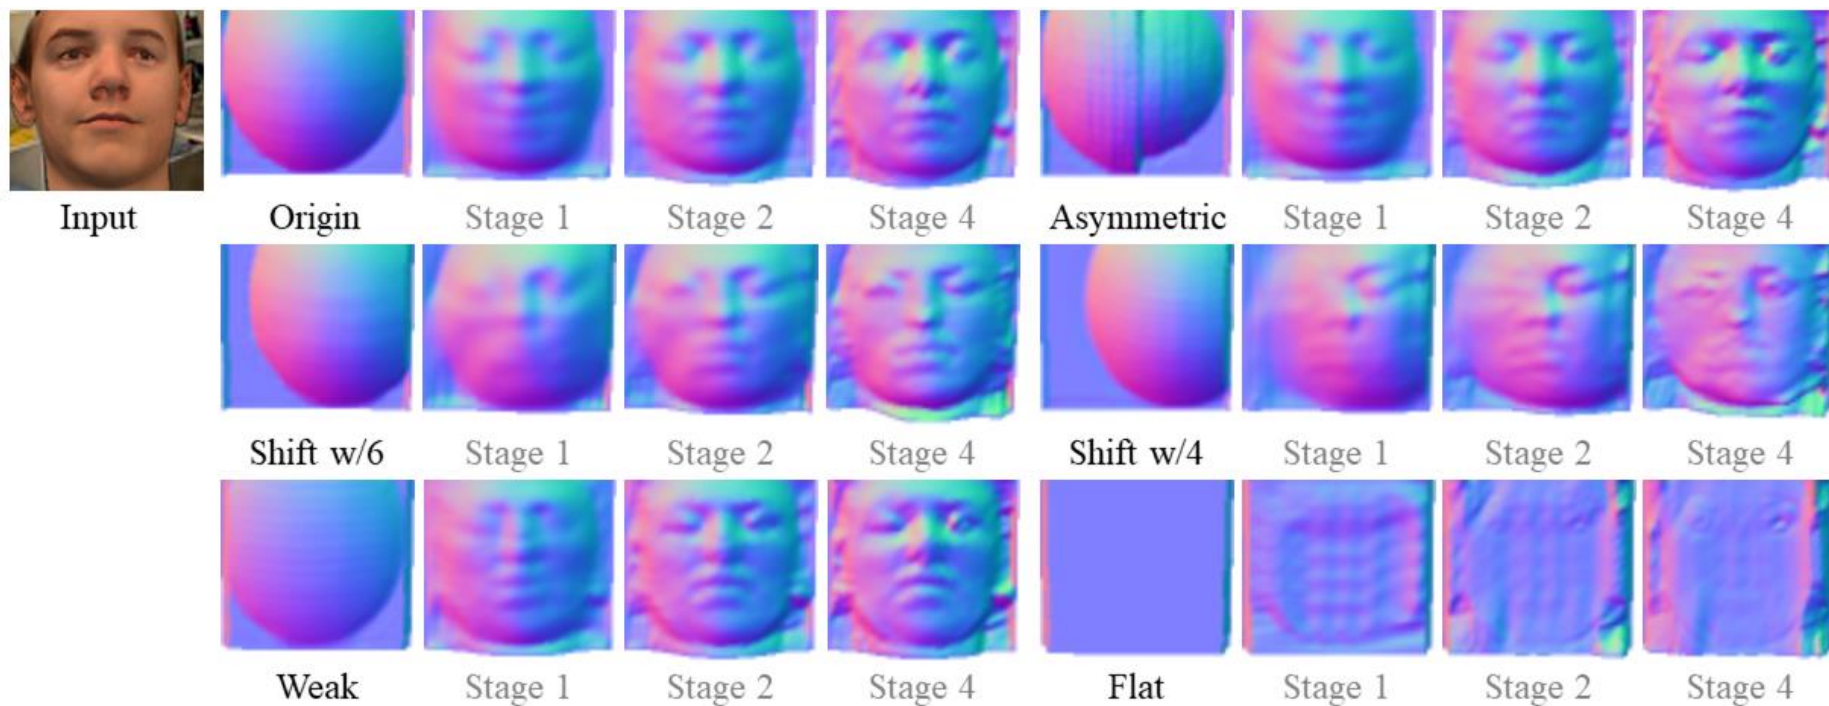 Input Origin Stage 1 Stage 2 Stage 4 Asymmetric Stage 1 Stage 2 Stage 4
Shift w/6 Stage 1 Stage 2 Stage 4 Shift w/4 Stage 1 Stage 2 Stage 4
Weak Stage 1 Stage 2 Stage 4 Flat Stage 1 Stage 2 Stage 4